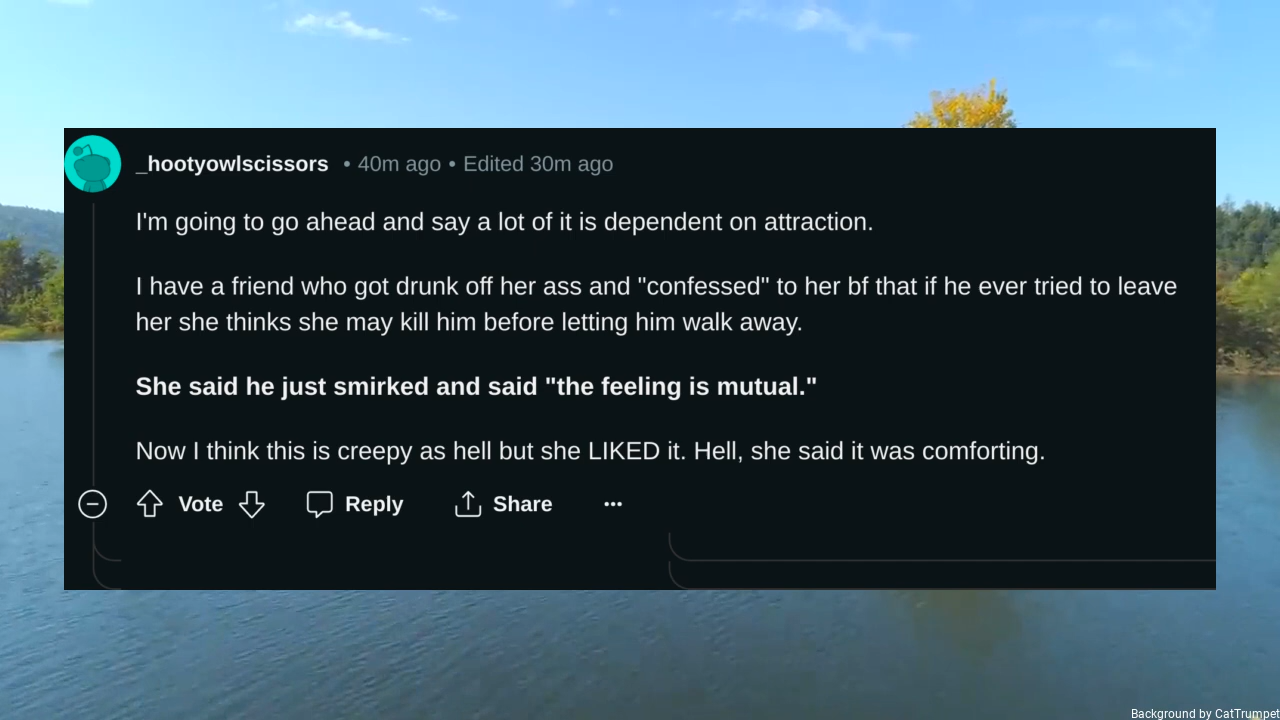 _hootyowlscissors • 40m ago • Edited 30m ago
I'm going to go ahead and say a lot of it is dependent on attraction.
I have a friend who got drunk off her ass and "confessed" to her bf that if he ever tried to leave
her she thinks she may kill him before letting him walk away.
She said he just smirked and said "the feeling is mutual."
Now I think this is creepy as hell but she LIKED it. Hell, she said it was comforting.
Vote Reply Share ...
Background by CatTrumpet